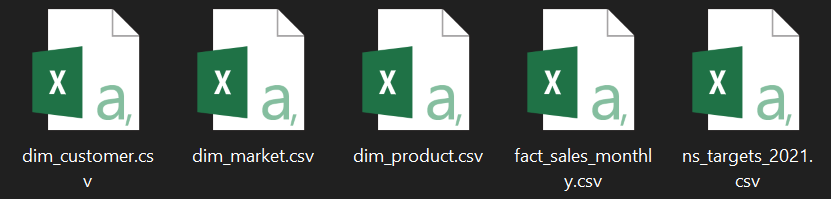 X a, X a, X a, X a, X a,
dim_customer.cs dim_market.csv dim_product.csv fact_sales_monthl ns_targets_2021.
v y.csv csv